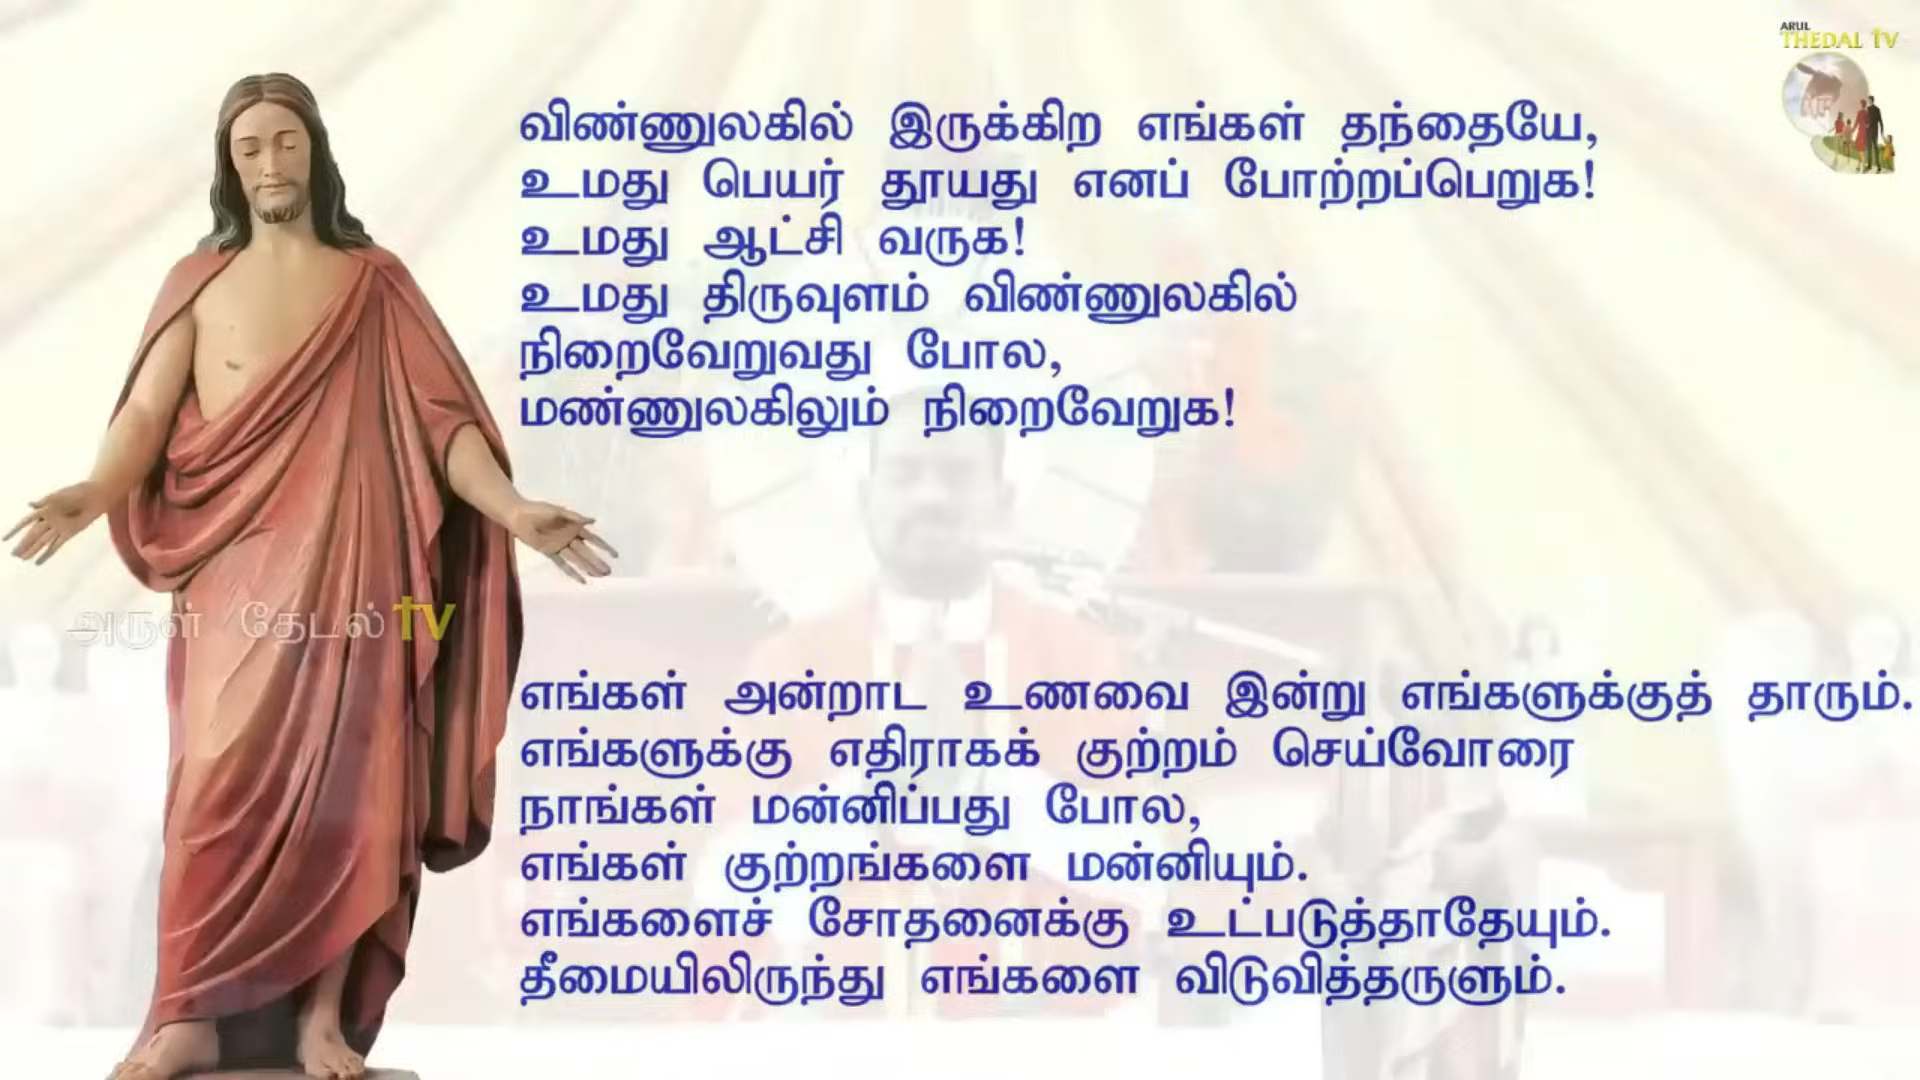 ARUL
THEDAL TV
விண்ணுலகில் இருக்கிற எங்கள் தந்தையே,
உமது பெயர் தூயது எனப் போற்றப்பெறுக!
உமது ஆட்சி வருக!
உமது திருவுளம் விண்ணுலகில்
நிறைவேறுவது போல,
மண்ணுலகிலும் நிறைவேறுக!
அருள் தேடல் TV
எங்கள் அன்றாட உணவை இன்று எங்களுக்குத் தாரும்.
எங்களுக்கு எதிராகக் குற்றம் செய்வோரை
நாங்கள் மன்னிப்பது போல,
எங்கள் குற்றங்களை மன்னியும்.
எங்களைச் சோதனைக்கு உட்படுத்தாதேயும்.
தீமையிலிருந்து எங்களை விடுவித்தருளும்.